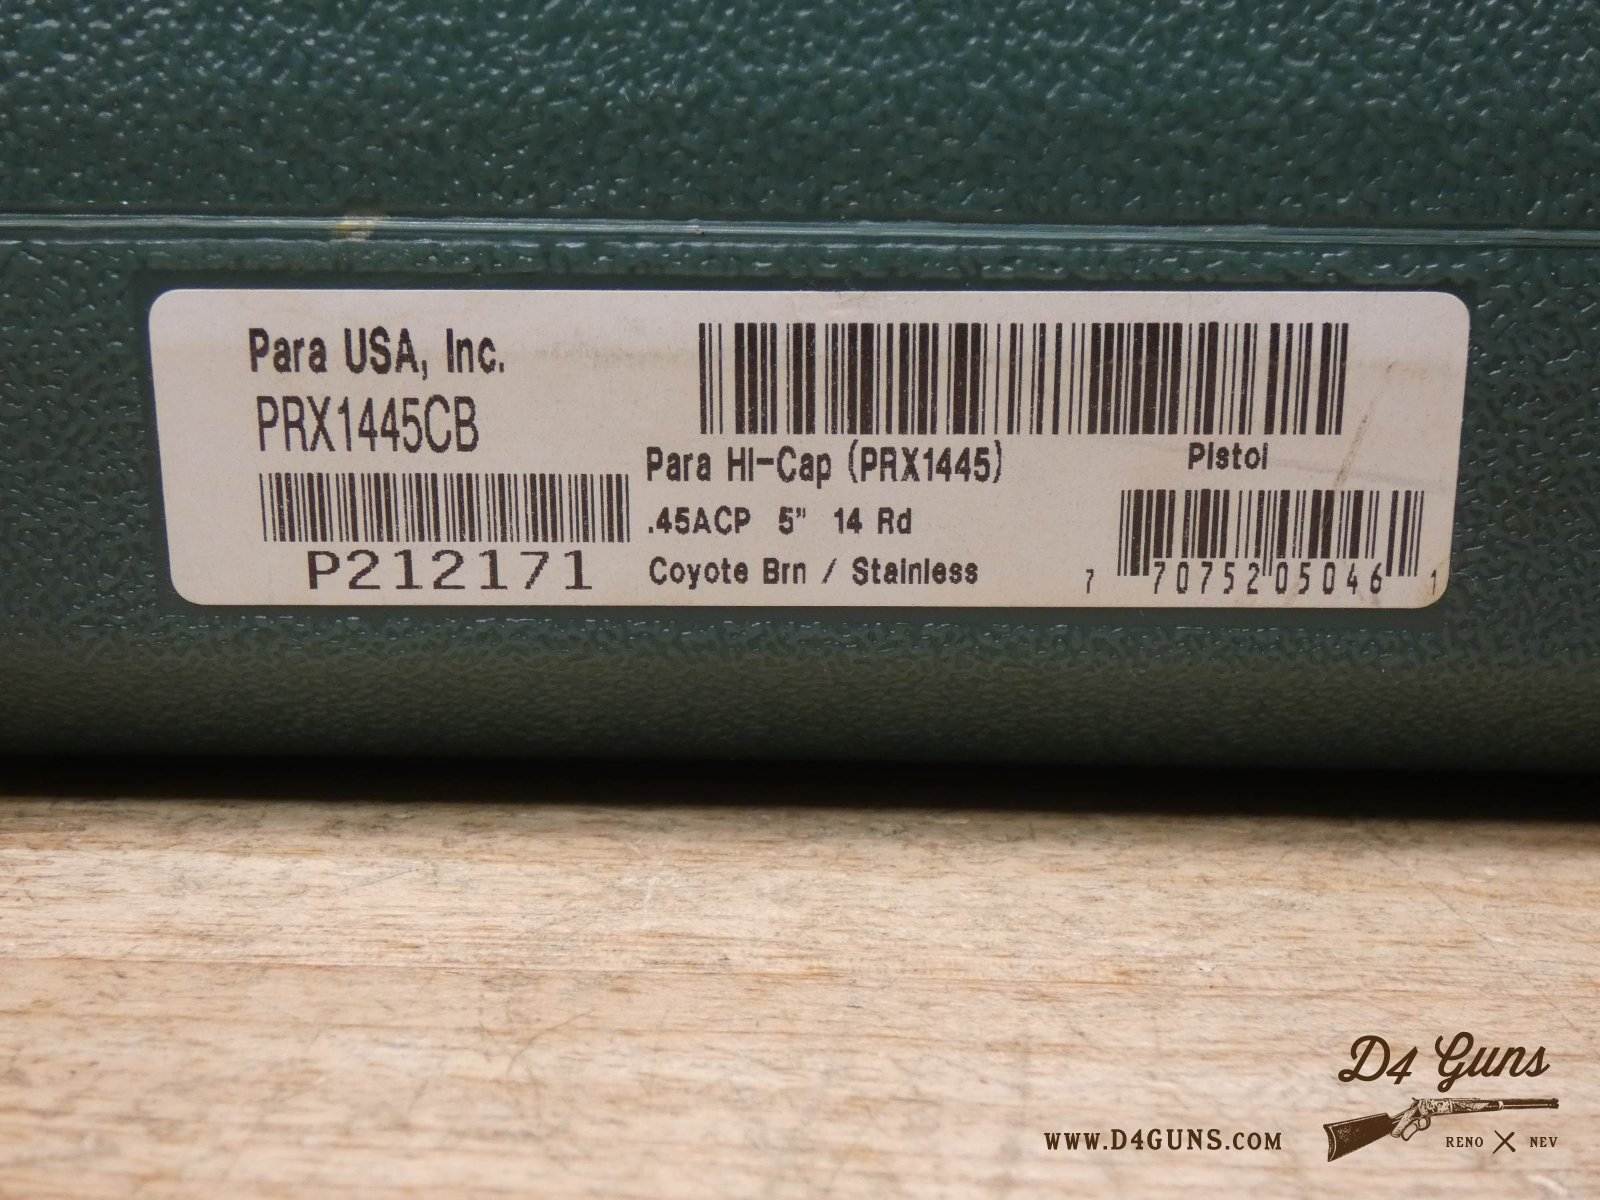 Para USA, Inc.
PRX1445CB
P212171
Para Hi-Cap (PRX1445)
Pistol
.45ACP 5" 14 Rd
Coyote Brn / Stainless
7 70752 05046 1
D4 Guns
WWW.D4GUNS.COM
RENO NEV